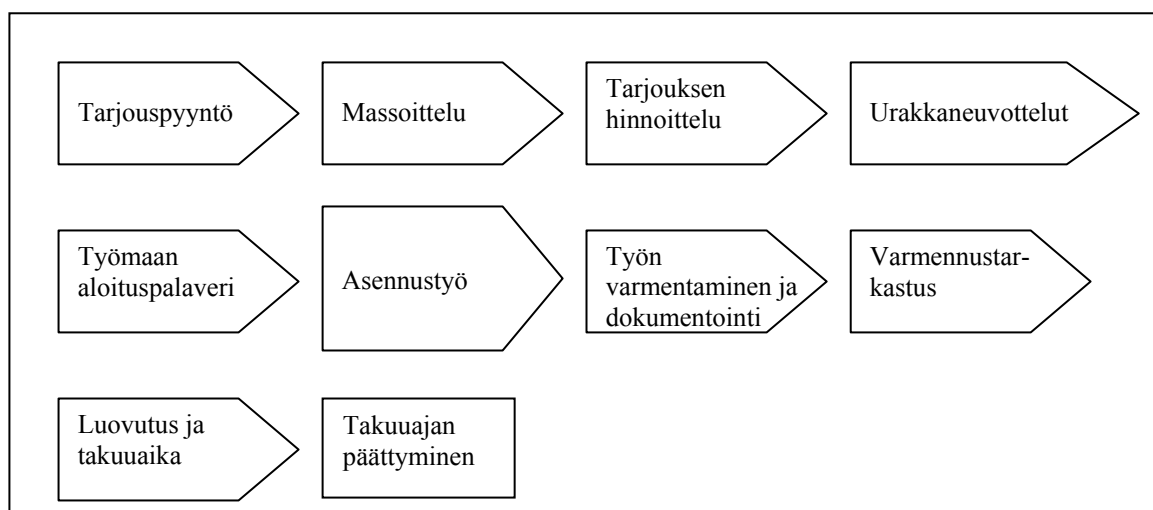 Tarjouspyyntö
Massoittelu
Tarjouksen
hinnoittelu
Urakkaneuvottelut
Työmaan
aloituspalaveri
Asennustyö
Työn
varmentaminen ja
dokumentointi
Varmennustar-
kastus
Luovutus ja
takuuaika
Takuuajan
päättyminen